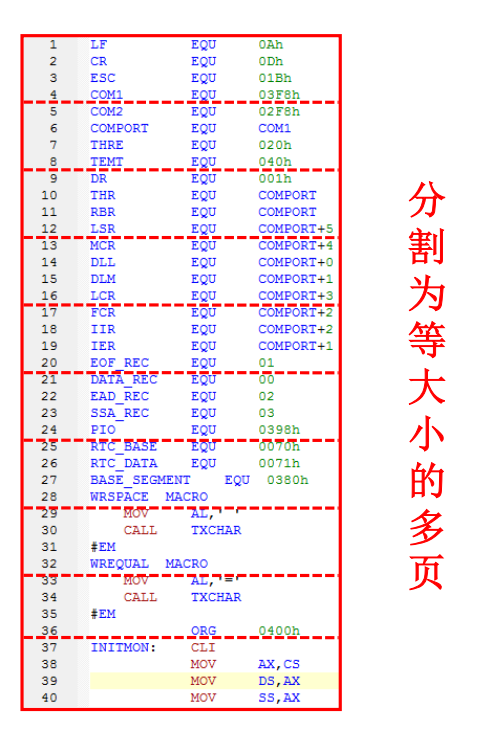 1 LF EQU 0Ah
2 CR EQU 0Dh
3 ESC EQU 01Bh
4 COM1 EQU 03F8h
5 COM2 EQU 02F8h
6 COMPORT EQU COM1
7 THRE EQU 020h
8 TEMT EQU 040h
9 DR EQU 001h
10 THR EQU COMPORT
11 RBR EQU COMPORT
12 LSR EQU COMPORT+5
13 MCR EQU COMPORT+4
14 DLL EQU COMPORT+0
15 DLM EQU COMPORT+1
16 LCR EQU COMPORT+3
17 FCR EQU COMPORT+2
18 IIR EQU COMPORT+2
19 IER EQU COMPORT+1
20 EOF_REC EQU 01
21 DATA_REC EQU 00
22 EAD_REC EQU 02
23 SSA_REC EQU 03
24 PIO EQU 0398h
25 RTC_BASE EQU 0070h
26 RTC_DATA EQU 0071h
27 BASE_SEGMENT EQU 0380h
28 WRSPACE MACRO
29 MOV AL,' '
30 CALL TXCHAR
31 #EM
32 WREQUAL MACRO
33 MOV AL,'='
34 CALL TXCHAR
35 #EM
36 ORG 0400h
37 INITMON: CLI
38 MOV AX,CS
39 MOV DS,AX
40 MOV SS,AX
分割为等大小的多页